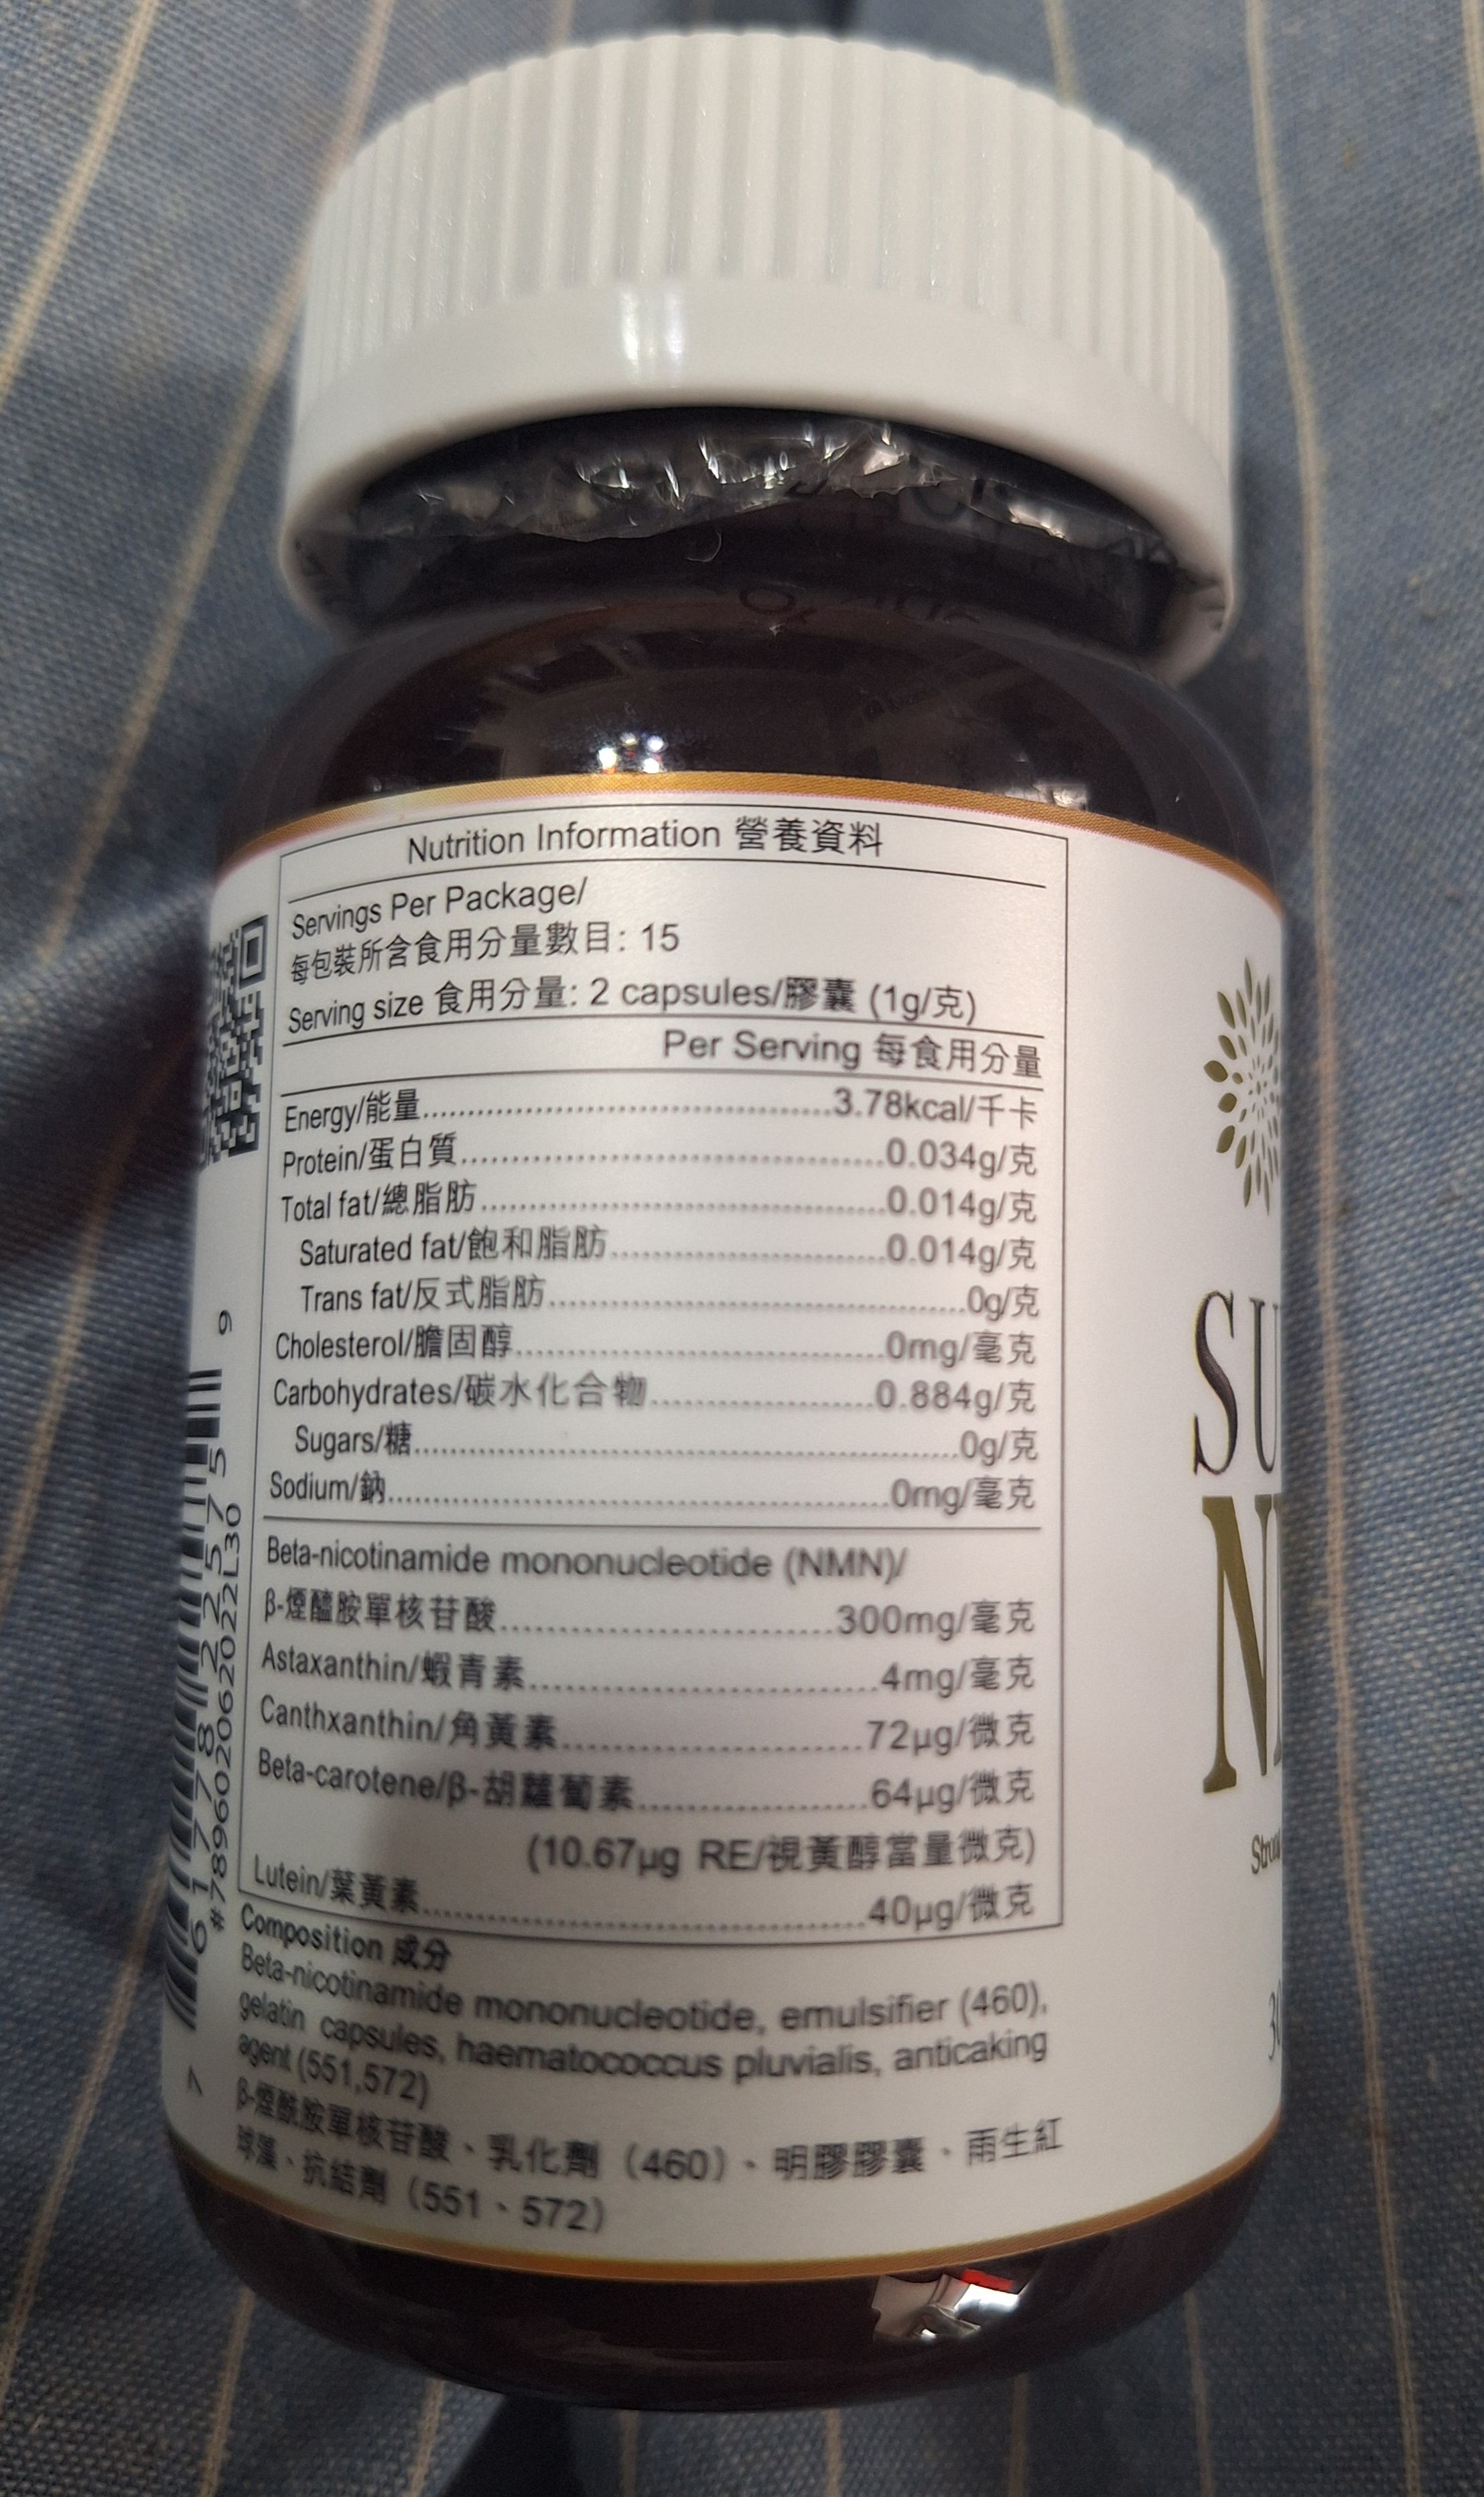 Nutrition Information 營養資料
Servings Per Package/
每包裝所含食用分量數目: 15
Serving size 食用分量: 2 capsules/膠囊 (1g/克)
Per Serving 每食用分量
Energy/能量........................................3.78kcal/千卡
Protein/蛋白質........................................0.034g/克
Total fat/總脂肪........................................0.014g/克
Saturated fat/飽和脂肪...........................0.014g/克
Trans fat/反式脂肪........................................0g/克
Cholesterol/膽固醇...................................0mg/毫克
Carbohydrates/碳水化合物......................0.884g/克
Sugars/糖.....................................................0g/克
Sodium/鈉................................................0mg/毫克
Beta-nicotinamide mononucleotide (NMN)/
β-煙醯胺單核苷酸................................300mg/毫克
Astaxanthin/蝦青素..................................4mg/毫克
Canthxanthin/角黃素.............................72µg/微克
Beta-carotene/β-胡蘿蔔素......................64µg/微克
(10.67µg RE/視黃醇當量微克)
Lutein/葉黃素..........................................40µg/微克
Composition 成分
Beta-nicotinamide mononucleotide, emulsifier (460),
gelatin capsules, haematococcus pluvialis, anticaking
agent (551,572)
β-煙酰胺單核苷酸、乳化劑（460）、明膠膠囊、雨生紅
球藻、抗結劑（551、572）
7 61778 22575 9
#7896020620622L30
SU
N